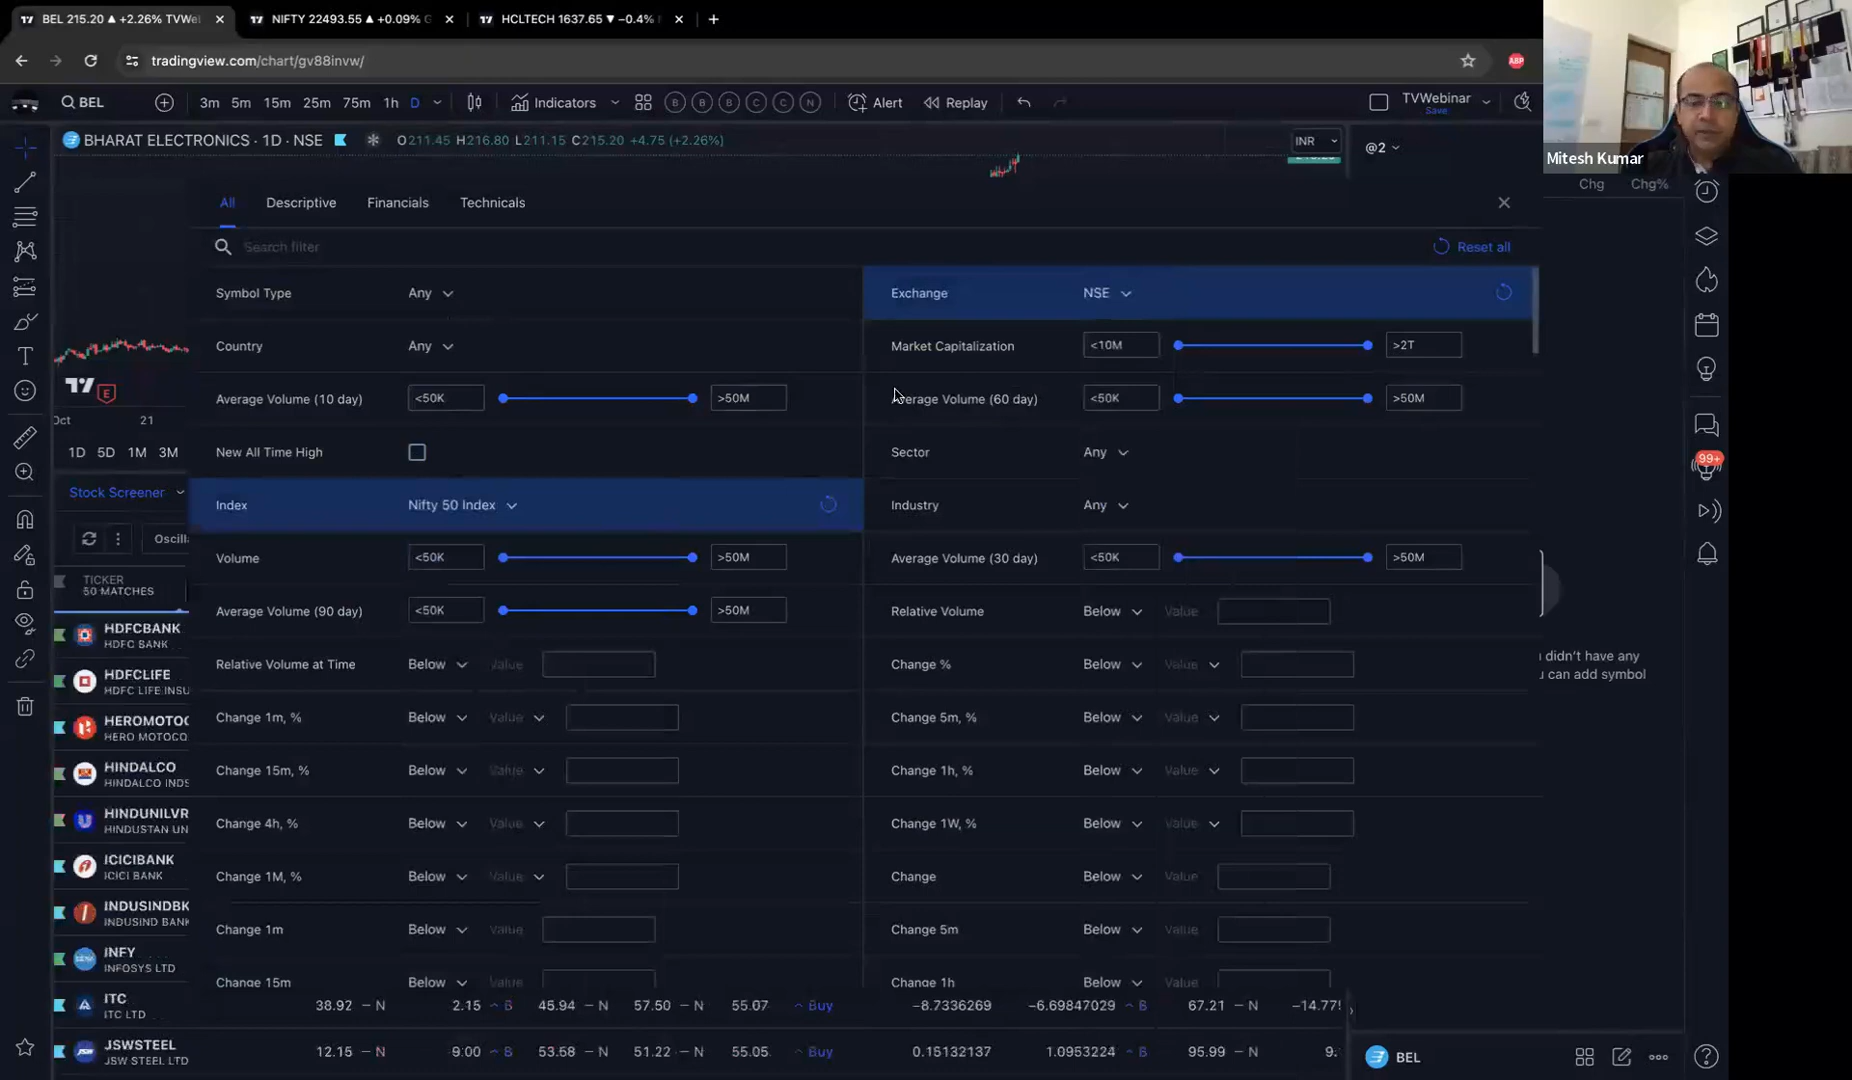 BEL 215.20 ▲ +2.26% TVWe
NIFTY 22493.55 ▲ +0.09%
HCLTECH 1637.65 ▼ −0.4%
tradingview.com/chart/gv88invw/
ABP
BEL
3m 5m 15m 25m 75m 1h D
Indicators
B B B C C N
Alert
Replay
TVWebinar
Save
Mitesh Kumar
BHARAT ELECTRONICS · 1D · NSE
O211.45 H216.80 L211.15 C215.20 +4.75 (+2.26%)
INR
@2
Chg Chg%
All Descriptive Financials Technicals
Search filter
Reset all
Symbol Type Any
Exchange NSE
Country Any
Market Capitalization <10M >2T
Average Volume (10 day) <50K >50M
Average Volume (60 day) <50K >50M
E
Oct 21
New All Time High
Sector Any
1D 5D 1M 3M
99+
Stock Screener
Index Nifty 50 Index
Industry Any
Oscilla
Volume <50K >50M
Average Volume (30 day) <50K >50M
TICKER
50 MATCHES
Average Volume (90 day) <50K >50M
Relative Volume Below Value
HDFCBANK
HDFC BANK
Relative Volume at Time Below Value
Change % Below Value
didn't have any
can add symbol
HDFCLIFE
HDFC LIFE INSU
Change 1m, % Below Value
Change 5m, % Below Value
HEROMOTOC
HERO MOTOCO
Change 15m, % Below Value
Change 1h, % Below Value
HINDALCO
HINDALCO INDS
Change 4h, % Below Value
Change 1W, % Below Value
HINDUNILVR
HINDUSTAN UN
Change 1M, % Below Value
Change Below Value
ICICIBANK
ICICI BANK
Change 1m Below Value
Change 5m Below Value
INDUSINDBK
INDUSIND BANK
Change 15m Below
Change 1h Below
INFY
INFOSYS LTD
ITC
ITC LTD
38.92 − N 2.15 B 45.94 − N 57.50 − N 55.07 Buy −8.7336269 −6.69847029 B 67.21 − N −14.775
JSWSTEEL
JSW STEEL LTD
12.15 − N 9.00 B 53.58 − N 51.22 − N 55.05 Buy 0.15132137 1.0953224 B 95.99 − N 9.
BEL